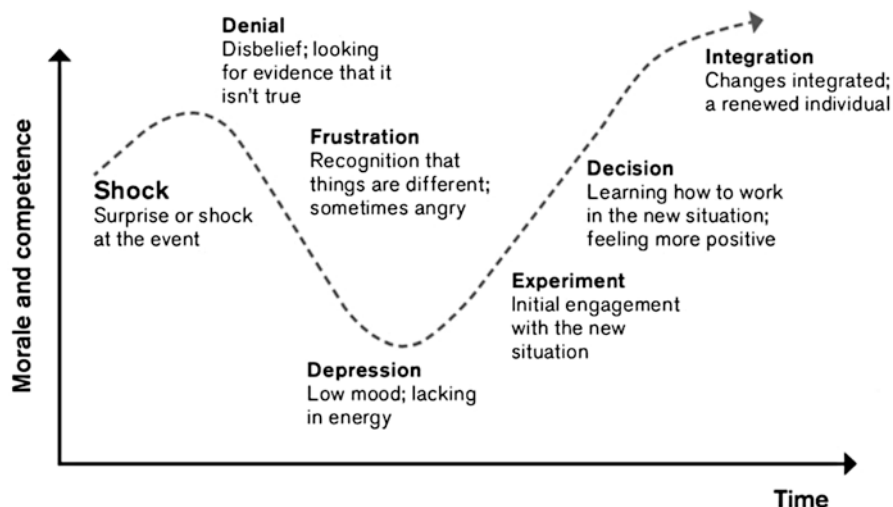 Denial
Disbelief; looking
for evidence that it
isn't true
Integration
Changes integrated;
a renewed individual
Frustration
Recognition that
things are different;
sometimes angry
Shock
Surprise or shock
at the event
Decision
Learning how to work
in the new situation;
feeling more positive
Experiment
Initial engagement
with the new
situation
Depression
Low mood; lacking
in energy
Morale and competence
Time